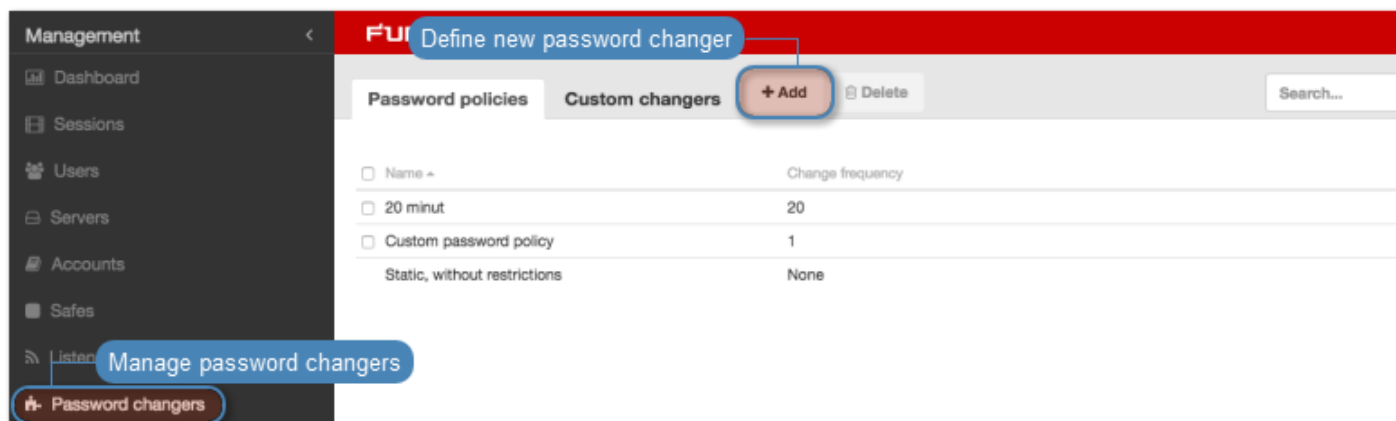 Management
Dashboard
Sessions
Users
Servers
Accounts
Safes
Manage password changers
Password changers
Define new password changer
Password policies
Custom changers
+ Add
Delete
Search...
Name
Change frequency
20 minut
20
Custom password policy
1
Static, without restrictions
None